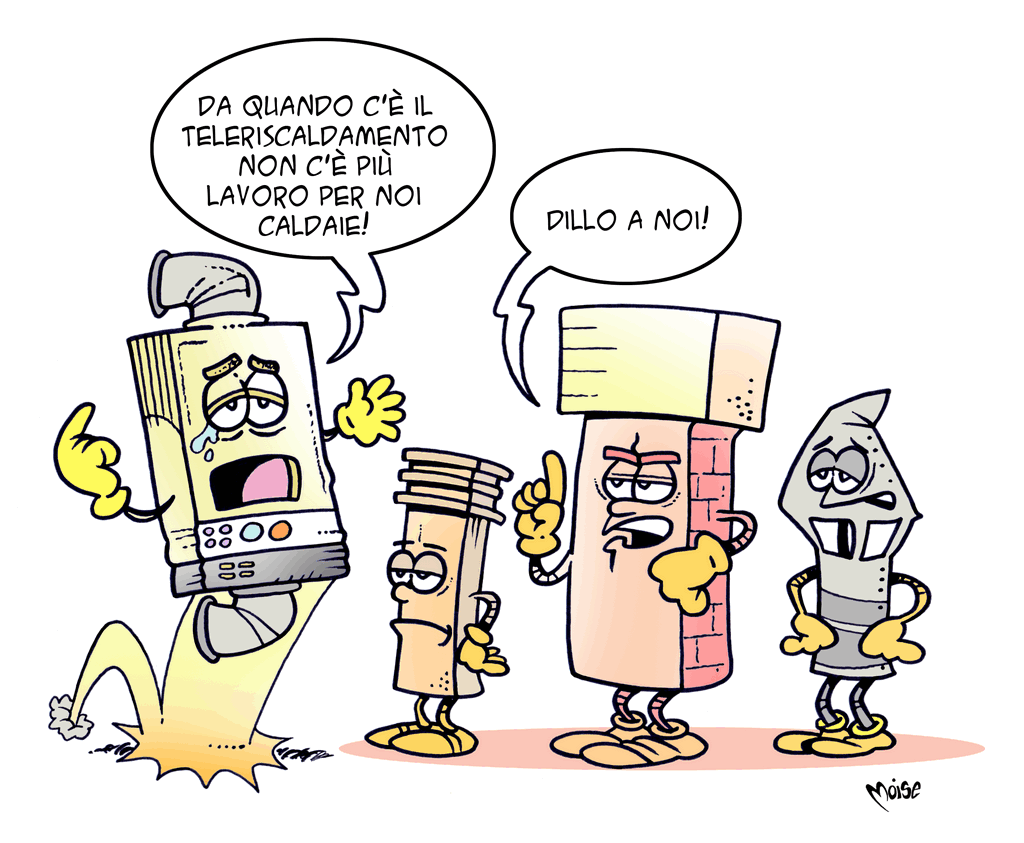 DA QUANDO C'È IL
TELERISCALDAMENTO
NON C'È PIÙ
LAVORO PER NOI
CALDAIE!
DILLO A NOI!
MOISE